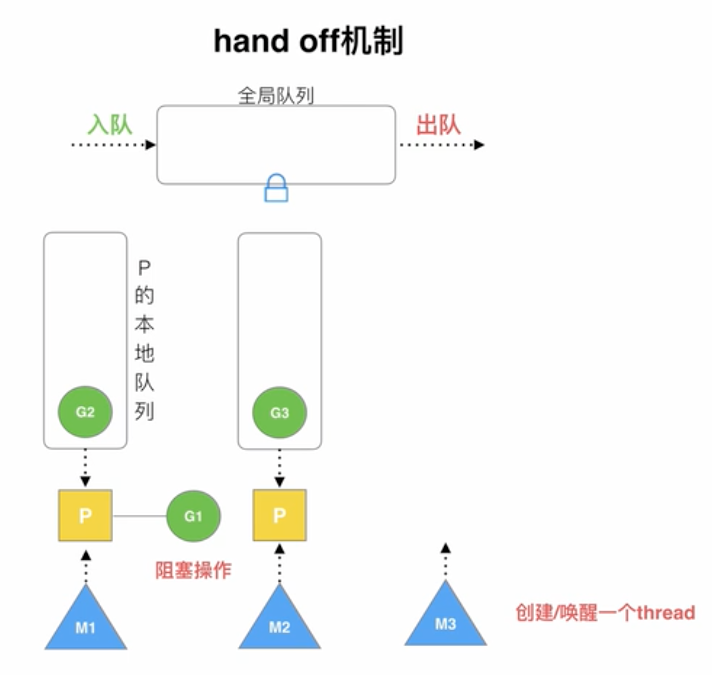 hand off机制
全局队列
入队
出队
P
的
本
地
队
列
G2
G3
P
G1
P
阻塞操作
M1
M2
M3
创建/唤醒一个thread